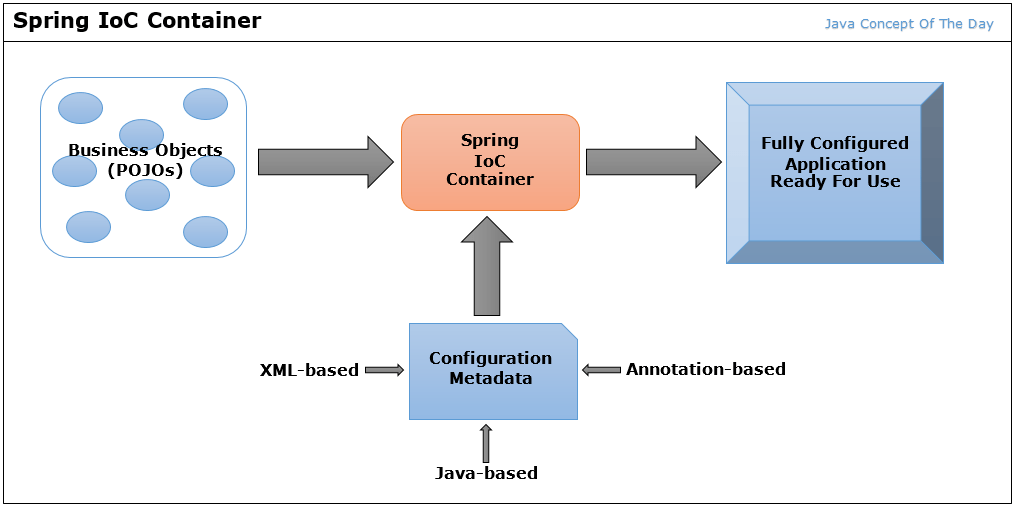 Spring IoC Container
Java Concept Of The Day
Business Objects
(POJOs)
Spring
IoC
Container
Fully Configured
Application
Ready For Use
Configuration
Metadata
XML-based
Annotation-based
Java-based